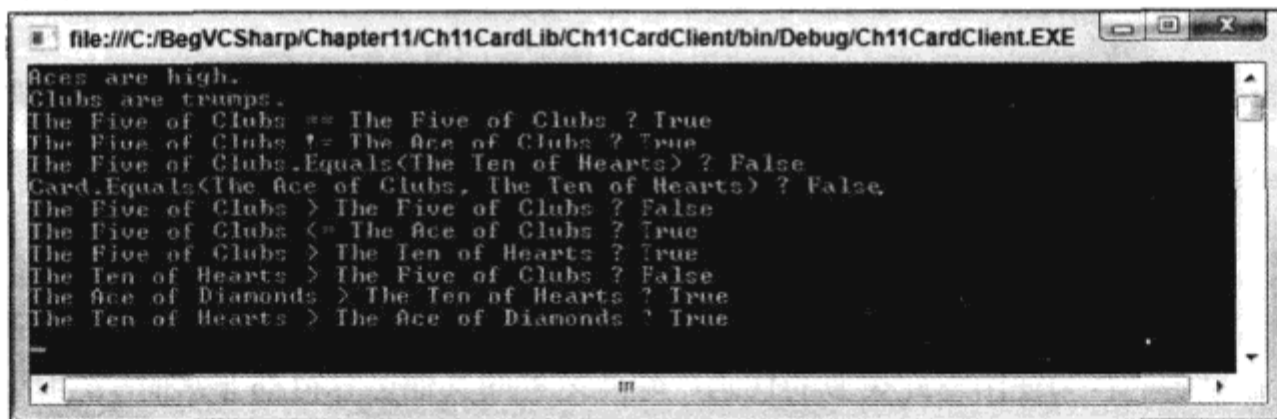 file:///C:/BegVCSharp/Chapter11/Ch11CardLib/Ch11CardClient/bin/Debug/Ch11CardClient.EXE
Aces are high.
Clubs are trumps.
The Five of Clubs == The Five of Clubs ? True
The Five of Clubs != The Ace of Clubs ? True
The Five of Clubs.Equals(The Ten of Hearts) ? False
Card.Equals(The Ace of Clubs, The Ten of Hearts) ? False
The Five of Clubs > The Five of Clubs ? False
The Five of Clubs <= The Ace of Clubs ? True
The Five of Clubs > The Ten of Hearts ? True
The Ten of Hearts > The Five of Clubs ? False
The Ace of Diamonds > The Ten of Hearts ? True
The Ten of Hearts > The Ace of Diamonds ? True